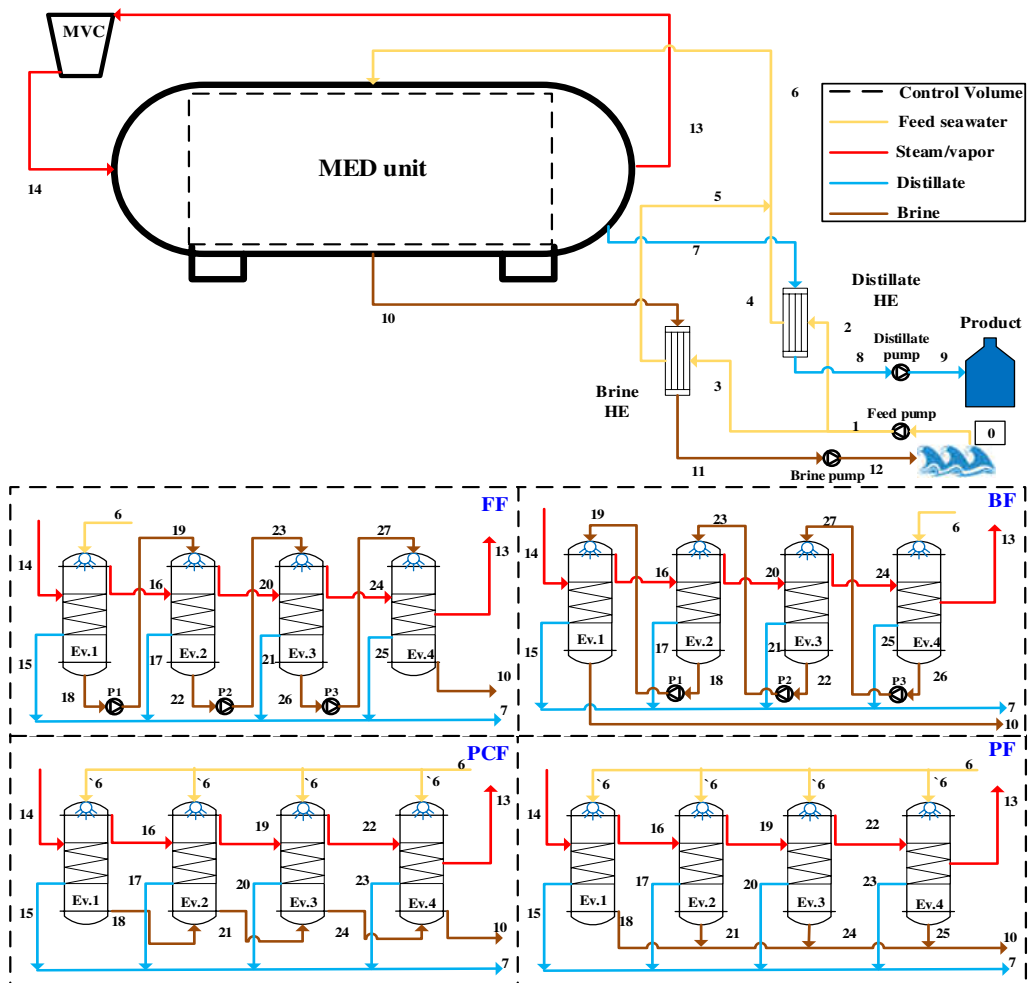 MVC
14
MED unit
13
6
Control Volume
Feed seawater
Steam/vapor
Distillate
Brine
5
7
10
4
Distillate
HE
2
Distillate
pump
Product
8
9
3
Brine
HE
1
Feed pump
0
11
Brine pump
12
FF
6
19
23
27
14
16
20
24
13
Ev.1
Ev.2
Ev.3
Ev.4
15
17
21
25
18
P1
22
P2
26
P3
10
7
BF
19
23
27
6
14
16
20
24
13
Ev.1
Ev.2
Ev.3
Ev.4
15
17
21
25
P1
18
P2
22
P3
26
7
10
PCF
6
`6
`6
`6
`6
14
16
19
22
13
15
17
20
23
Ev.1
Ev.2
Ev.3
Ev.4
18
21
24
10
7
PF
6
`6
`6
`6
`6
14
16
19
22
13
15
17
20
23
Ev.1
Ev.2
Ev.3
Ev.4
18
21
24
25
10
7